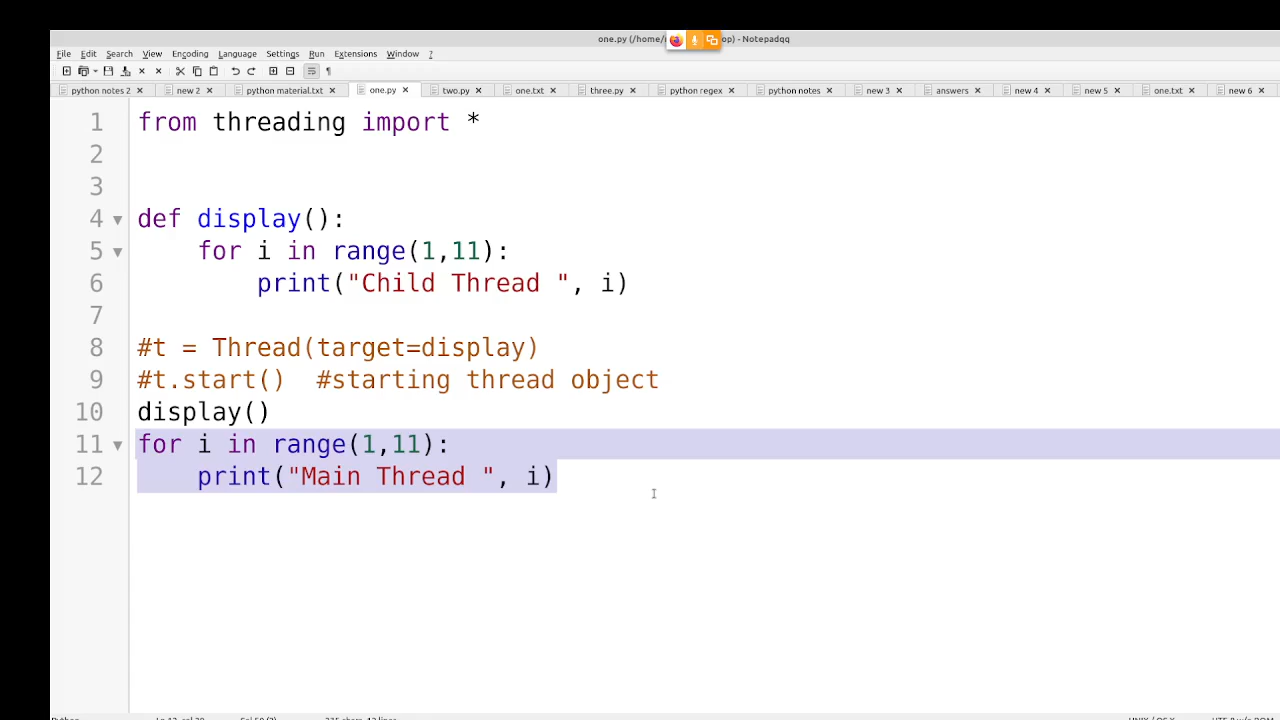 one.py (/home/ op) - Notepadqq
File Edit Search View Encoding Language Settings Run Extensions Window ?
python notes 2 new 2 python material.txt one.py two.py one.txt three.py python regex python notes new 3 answers new 4 new 5 one.txt new 6
1 from threading import *
2
3
4 def display():
5 for i in range(1,11):
6 print("Child Thread ", i)
7
8 #t = Thread(target=display)
9 #t.start()  #starting thread object
10 display()
11 for i in range(1,11):
12 print("Main Thread ", i)